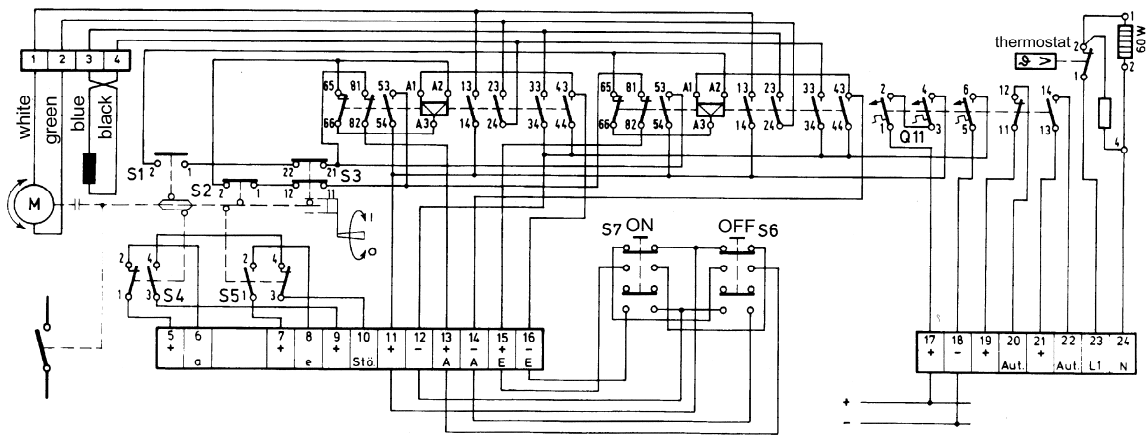 1 2 3 4
white
green
blue
black
M
S1 2 1
S2 2 1
22 21 S3
12 11
I
O
65 81 53 A1 A2 13 23 33 43
66 82 54 A3 14 24 34 44
65 81 53 A1 A2 13 23 33 43
66 82 54 A3 14 24 34 44
2 4 6 12 14
1 Q11 3 5 11 13
thermostat
ϑ >
2
1
1
60 W
2
4
S7 ON
OFF S6
2 4
1 3 S4
2 4
S5 1 3
5 6 7 8 9 10 11 12 13 14 15 16
+ + + + - + - + -
a e Stö. A A E E
17 18 19 20 21 22 23 24
+ - + +
Aut. Aut. L1 N
+
-